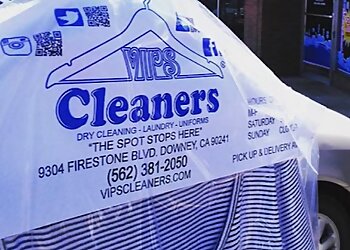 VIPS
Cleaners
DRY CLEANING - LAUNDRY - UNIFORMS
"THE SPOT STOPS HERE"
9304 FIRESTONE BLVD. DOWNEY, CA 90241
(562) 381-2050
VIPSCLEANERS.COM
HOURS
M-F
SATURDAY
SUNDAY
PICK UP & DELIVERY